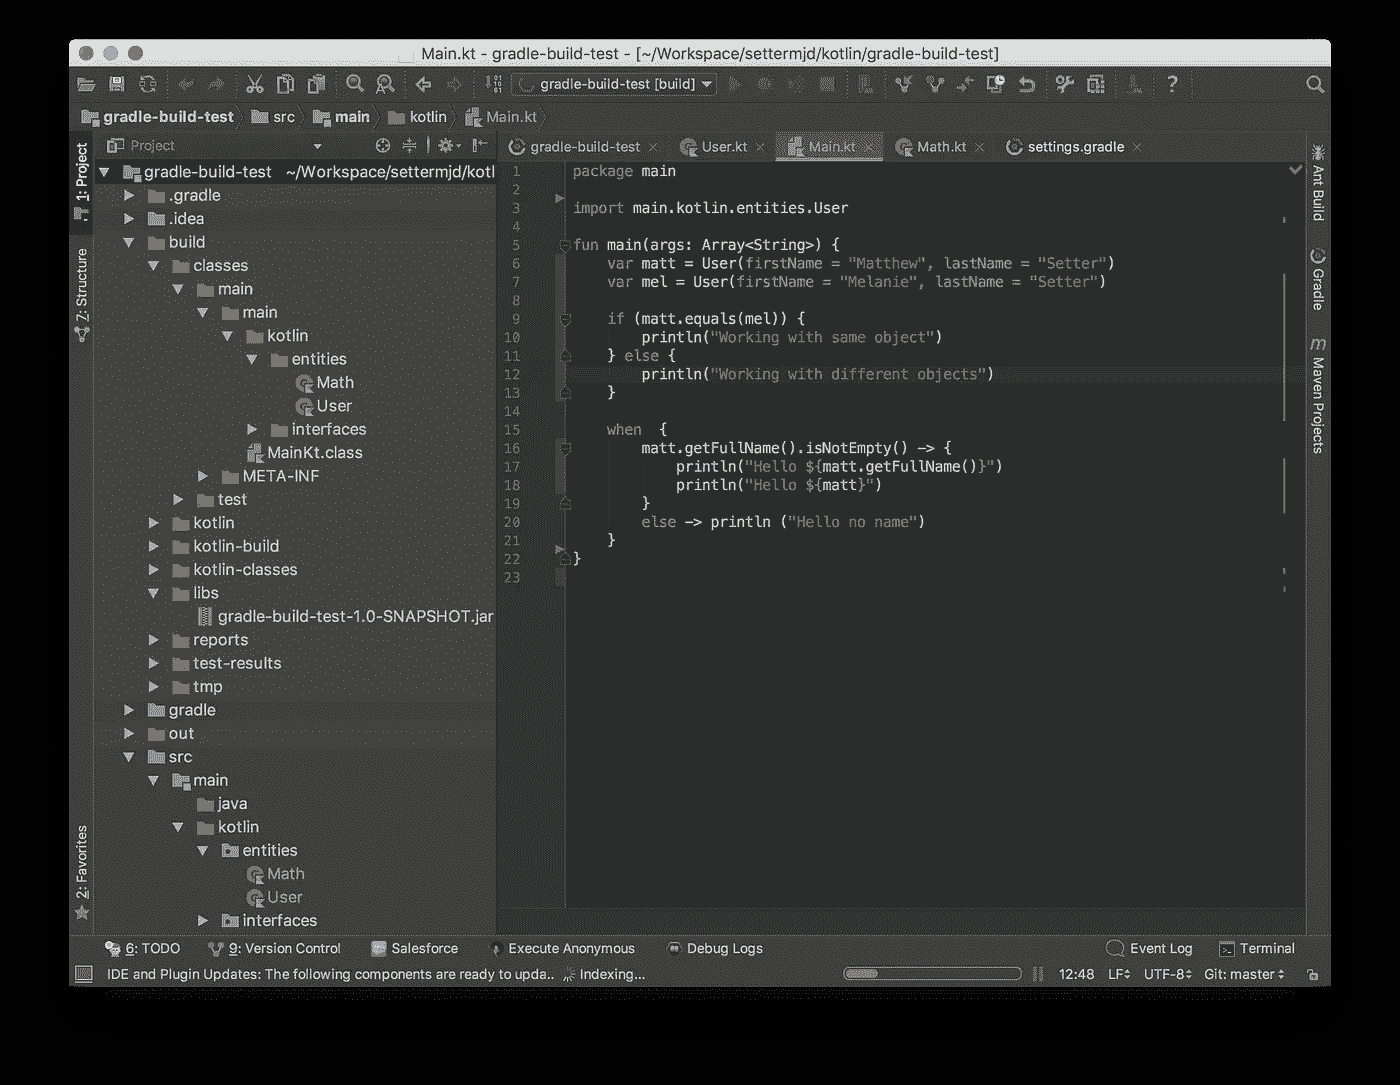 Main.kt - gradle-build-test - [~/Workspace/settermjd/kotlin/gradle-build-test]
gradle-build-test [build]
?
gradle-build-test src main kotlin Main.kt
1: Project
7: Structure
2: Favorites
Project
gradle-build-test ~/Workspace/settermjd/kotl
.gradle
.idea
build
classes
main
main
kotlin
entities
Math
User
interfaces
MainKt.class
META-INF
test
kotlin
kotlin-build
kotlin-classes
libs
gradle-build-test-1.0-SNAPSHOT.jar
reports
test-results
tmp
gradle
out
src
main
java
kotlin
entities
Math
User
interfaces
gradle-build-test User.kt Main.kt Math.kt settings.gradle
1 package main
2
3 import main.kotlin.entities.User
4
5 fun main(args: Array<String>) {
6 var matt = User(firstName = "Matthew", lastName = "Setter")
7 var mel = User(firstName = "Melanie", lastName = "Setter")
8
9 if (matt.equals(mel)) {
10 println("Working with same object")
11 } else {
12 println("Working with different objects")
13 }
14
15 when {
16 matt.getFullName().isNotEmpty() -> {
17 println("Hello ${matt.getFullName()}")
18 println("Hello ${matt}")
19 }
20 else -> println ("Hello no name")
21 }
22 }
23
Ant Build
Gradle
m Maven Projects
6: TODO 9: Version Control Salesforce Execute Anonymous Debug Logs Event Log Terminal
IDE and Plugin Updates: The following components are ready to upda.. Indexing... 12:48 LF UTF-8 Git: master